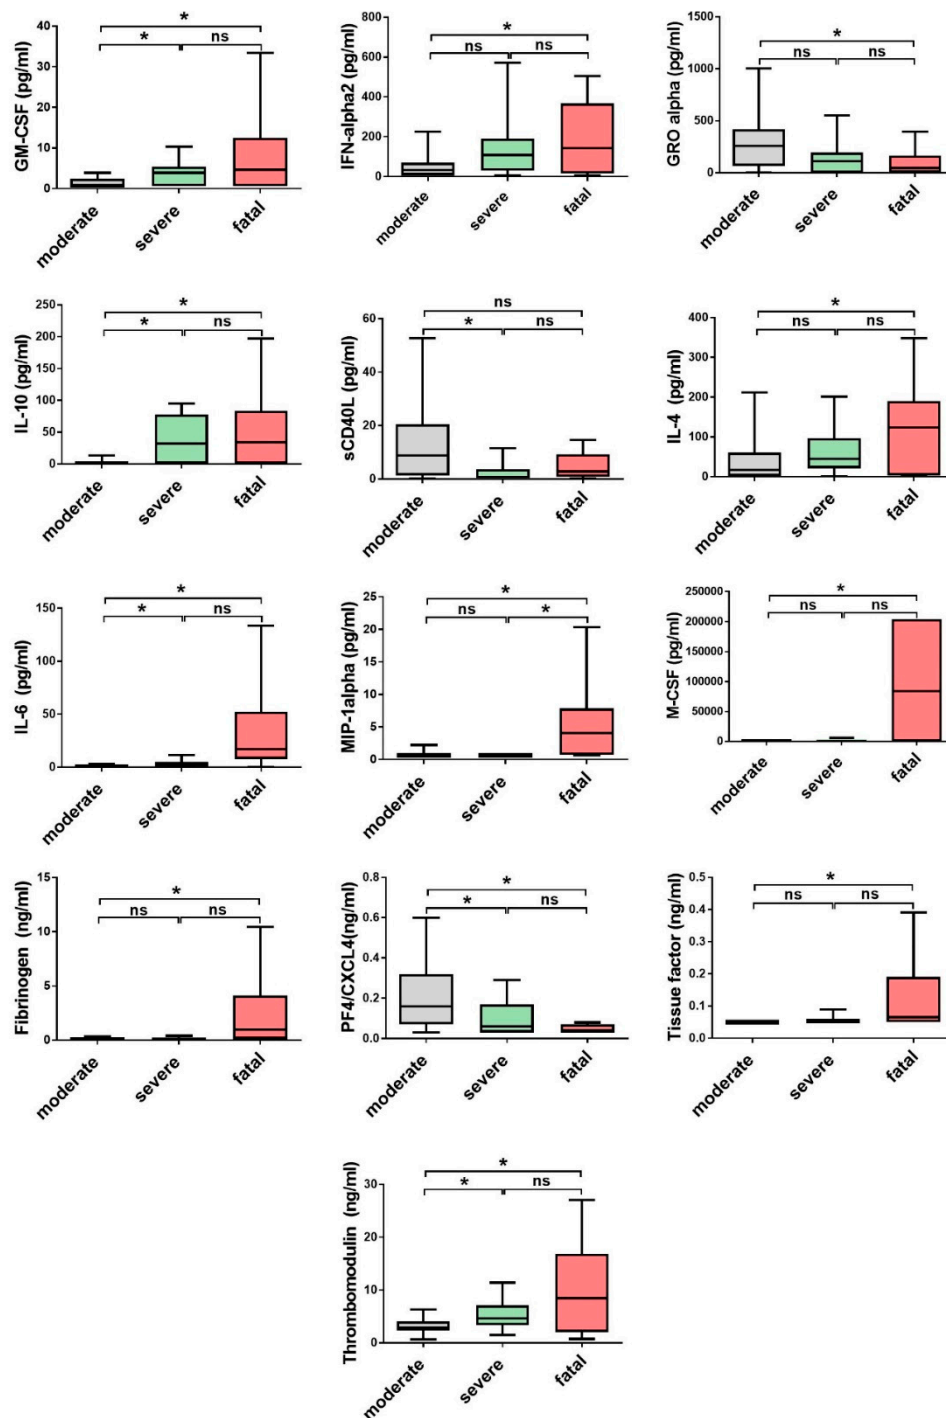 GM-CSF (pg/ml)
40
30
20
10
0
*
*
ns
moderate
severe
fatal
IFN-alpha2 (pg/ml)
800
600
400
200
0
*
ns
ns
moderate
severe
fatal
GRO alpha (pg/ml)
1500
1000
500
0
*
ns
ns
moderate
severe
fatal
IL-10 (pg/ml)
250
200
150
100
50
0
*
*
ns
moderate
severe
fatal
sCD40L (pg/ml)
60
40
20
0
ns
*
ns
moderate
severe
fatal
IL-4 (pg/ml)
400
300
200
100
0
*
ns
ns
moderate
severe
fatal
IL-6 (pg/ml)
150
100
50
0
*
*
ns
moderate
severe
fatal
MIP-1alpha (pg/ml)
25
20
15
10
5
0
*
ns
*
moderate
severe
fatal
M-CSF (pg/ml)
250000
200000
150000
100000
50000
0
*
ns
ns
moderate
severe
fatal
Fibrinogen (ng/ml)
15
10
5
0
*
ns
ns
moderate
severe
fatal
PF4/CXCL4(ng/ml)
0.8
0.6
0.4
0.2
0.0
*
*
ns
moderate
severe
fatal
Tissue factor (ng/ml)
0.5
0.4
0.3
0.2
0.1
0.0
*
ns
ns
moderate
severe
fatal
Thrombomodulin (ng/ml)
30
20
10
0
*
*
ns
moderate
severe
fatal